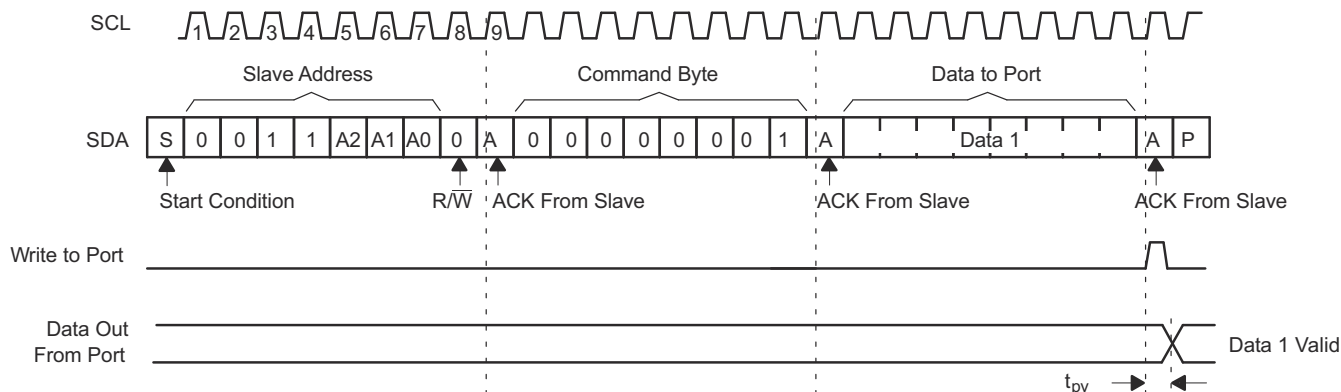 SCL 1 2 3 4 5 6 7 8 9
Slave Address Command Byte Data to Port
SDA S 0 0 1 1 A2 A1 A0 0 A 0 0 0 0 0 0 0 1 A Data 1 A P
Start Condition R/W̅ ACK From Slave ACK From Slave ACK From Slave
Write to Port
Data Out
From Port
Data 1 Valid
tpv